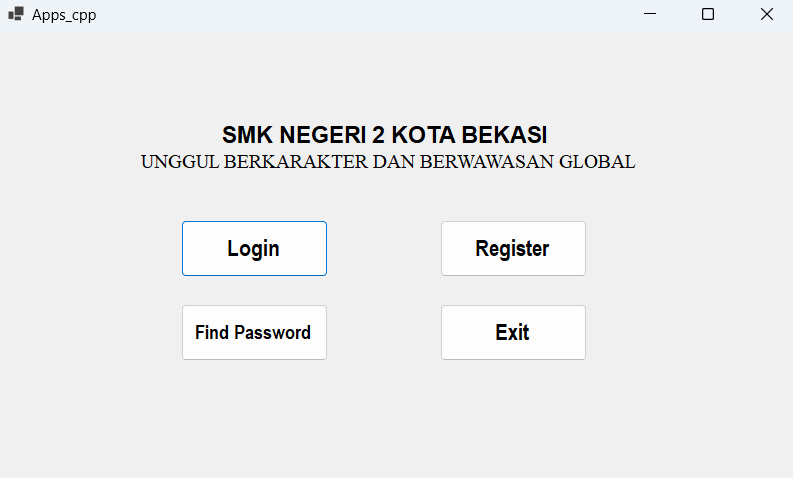 Apps_cpp
SMK NEGERI 2 KOTA BEKASI
UNGGUL BERKARAKTER DAN BERWAWASAN GLOBAL
Login
Register
Find Password
Exit